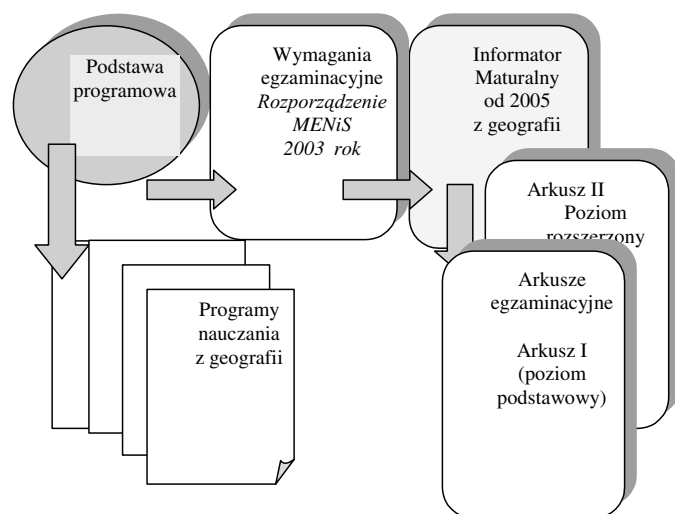 Podstawa
programowa
Wymagania
egzaminacyjne
Rozporządzenie
MENiS
2003 rok
Informator
Maturalny
od 2005
z geografii
Arkusz II
Poziom
rozszerzony
Programy
nauczania
z geografii
Arkusze
egzaminacyjne
Arkusz I
(poziom
podstawowy)